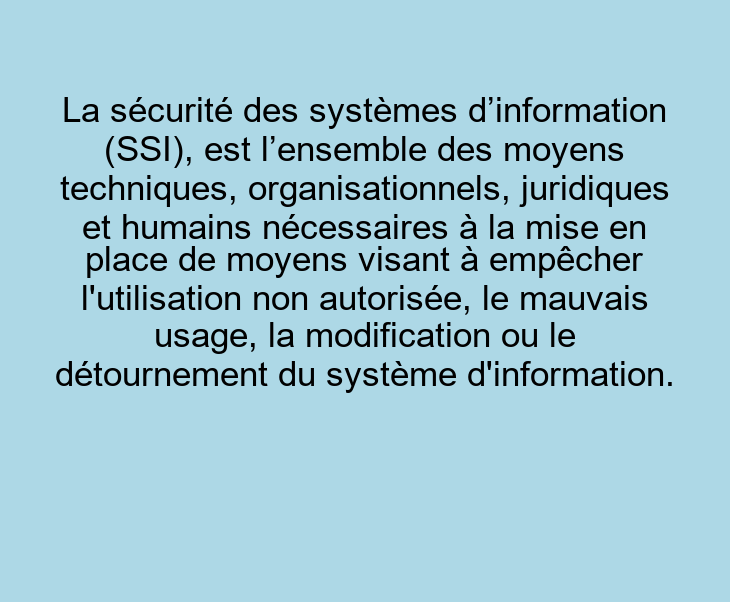 La sécurité des systèmes d’information
(SSI), est l’ensemble des moyens
techniques, organisationnels, juridiques
et humains nécessaires à la mise en
place de moyens visant à empêcher
l'utilisation non autorisée, le mauvais
usage, la modification ou le
détournement du système d'information.